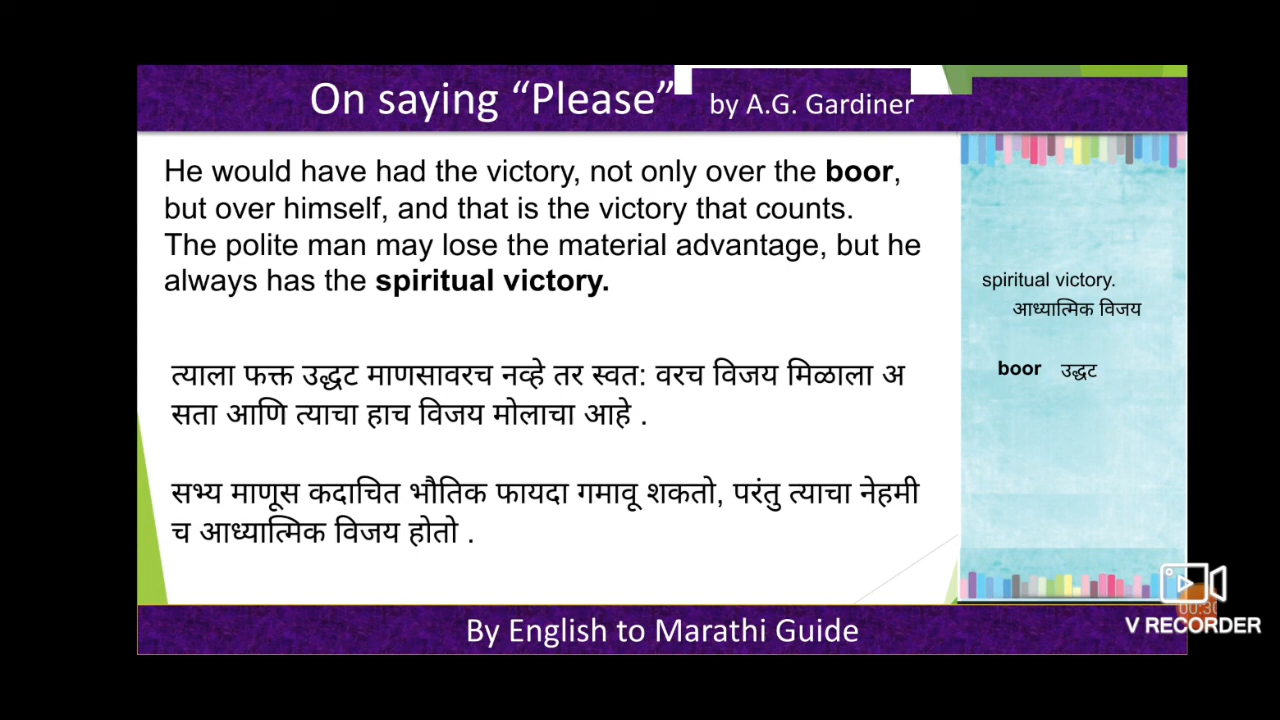 On saying “Please” by A.G. Gardiner
He would have had the victory, not only over the boor,
but over himself, and that is the victory that counts.
The polite man may lose the material advantage, but he
always has the spiritual victory.
त्याला फक्त उद्धट माणसावरच नव्हे तर स्वत: वरच विजय मिळाला अ
सता आणि त्याचा हाच विजय मोलाचा आहे .
सभ्य माणूस कदाचित भौतिक फायदा गमावू शकतो, परंतु त्याचा नेहमी
च आध्यात्मिक विजय होतो .
spiritual victory.
आध्यात्मिक विजय
boor उद्धट
By English to Marathi Guide
00:30
V RECORDER